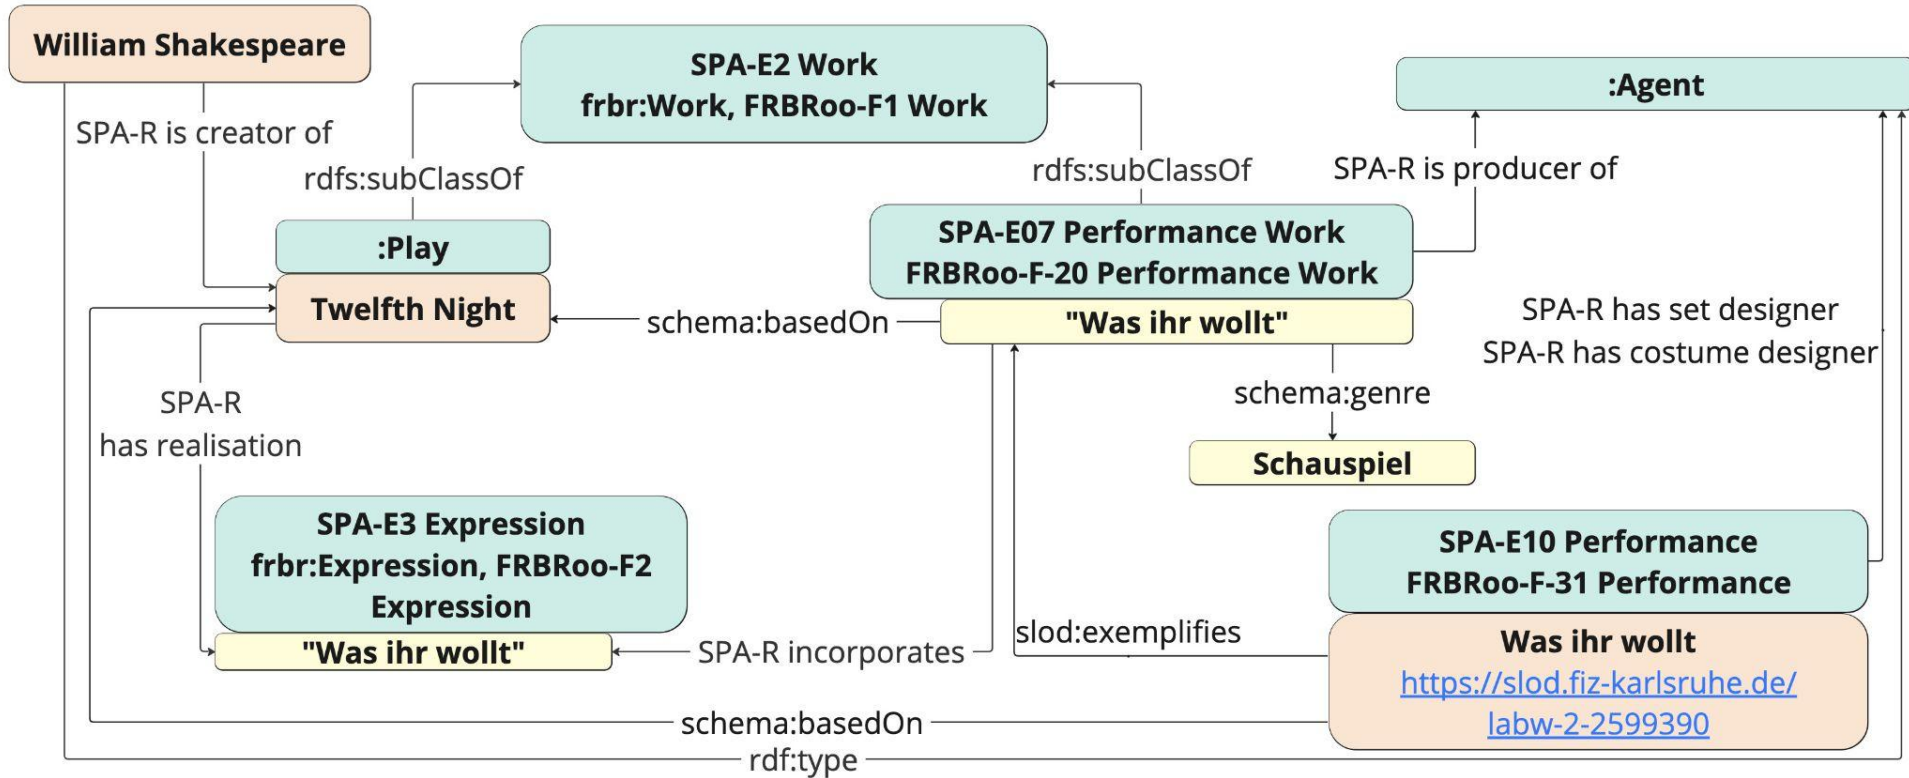 William Shakespeare
SPA-E2 Work
frbr:Work, FRBRoo-F1 Work
:Agent
SPA-R is creator of
rdfs:subClassOf
rdfs:subClassOf
SPA-R is producer of
:Play
Twelfth Night
SPA-E07 Performance Work
FRBRoo-F-20 Performance Work
"Was ihr wollt"
schema:basedOn
SPA-R has set designer
SPA-R has costume designer
SPA-R
has realisation
schema:genre
Schauspiel
SPA-E3 Expression
frbr:Expression, FRBRoo-F2
Expression
"Was ihr wollt"
SPA-R incorporates
slod:exemplifies
SPA-E10 Performance
FRBRoo-F-31 Performance
Was ihr wollt
https://slod.fiz-karlsruhe.de/
labw-2-2599390
schema:basedOn
rdf:type